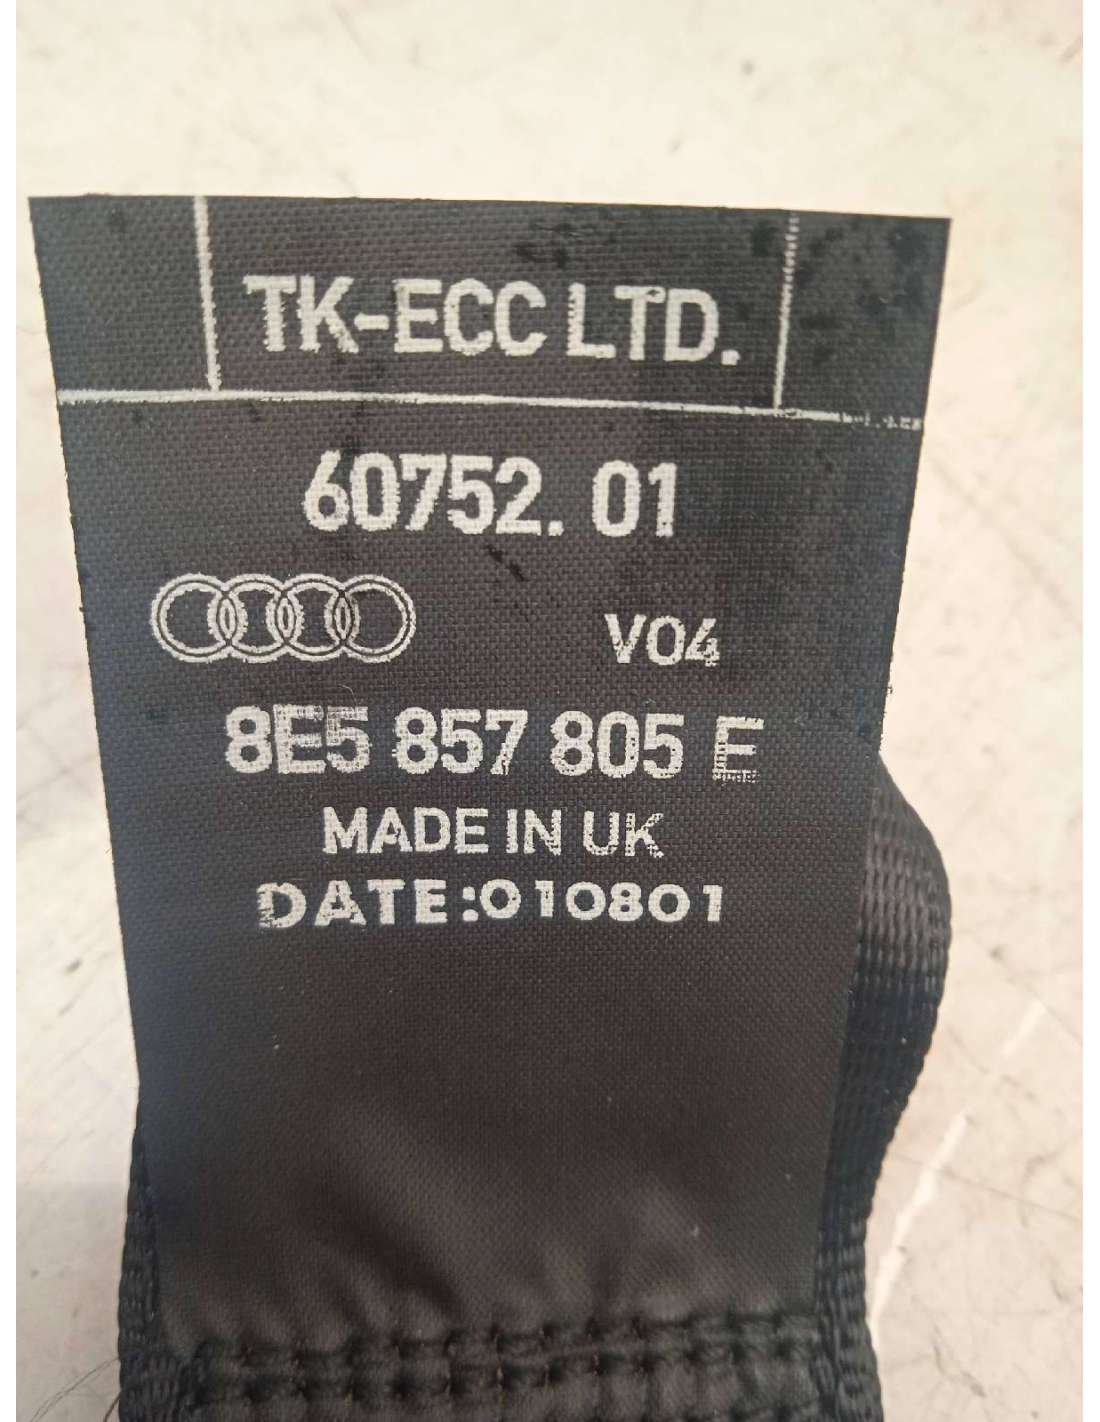 TK-ECC LTD.
60752. 01
V04
8E5 857 805 E
MADE IN UK
DATE:010801